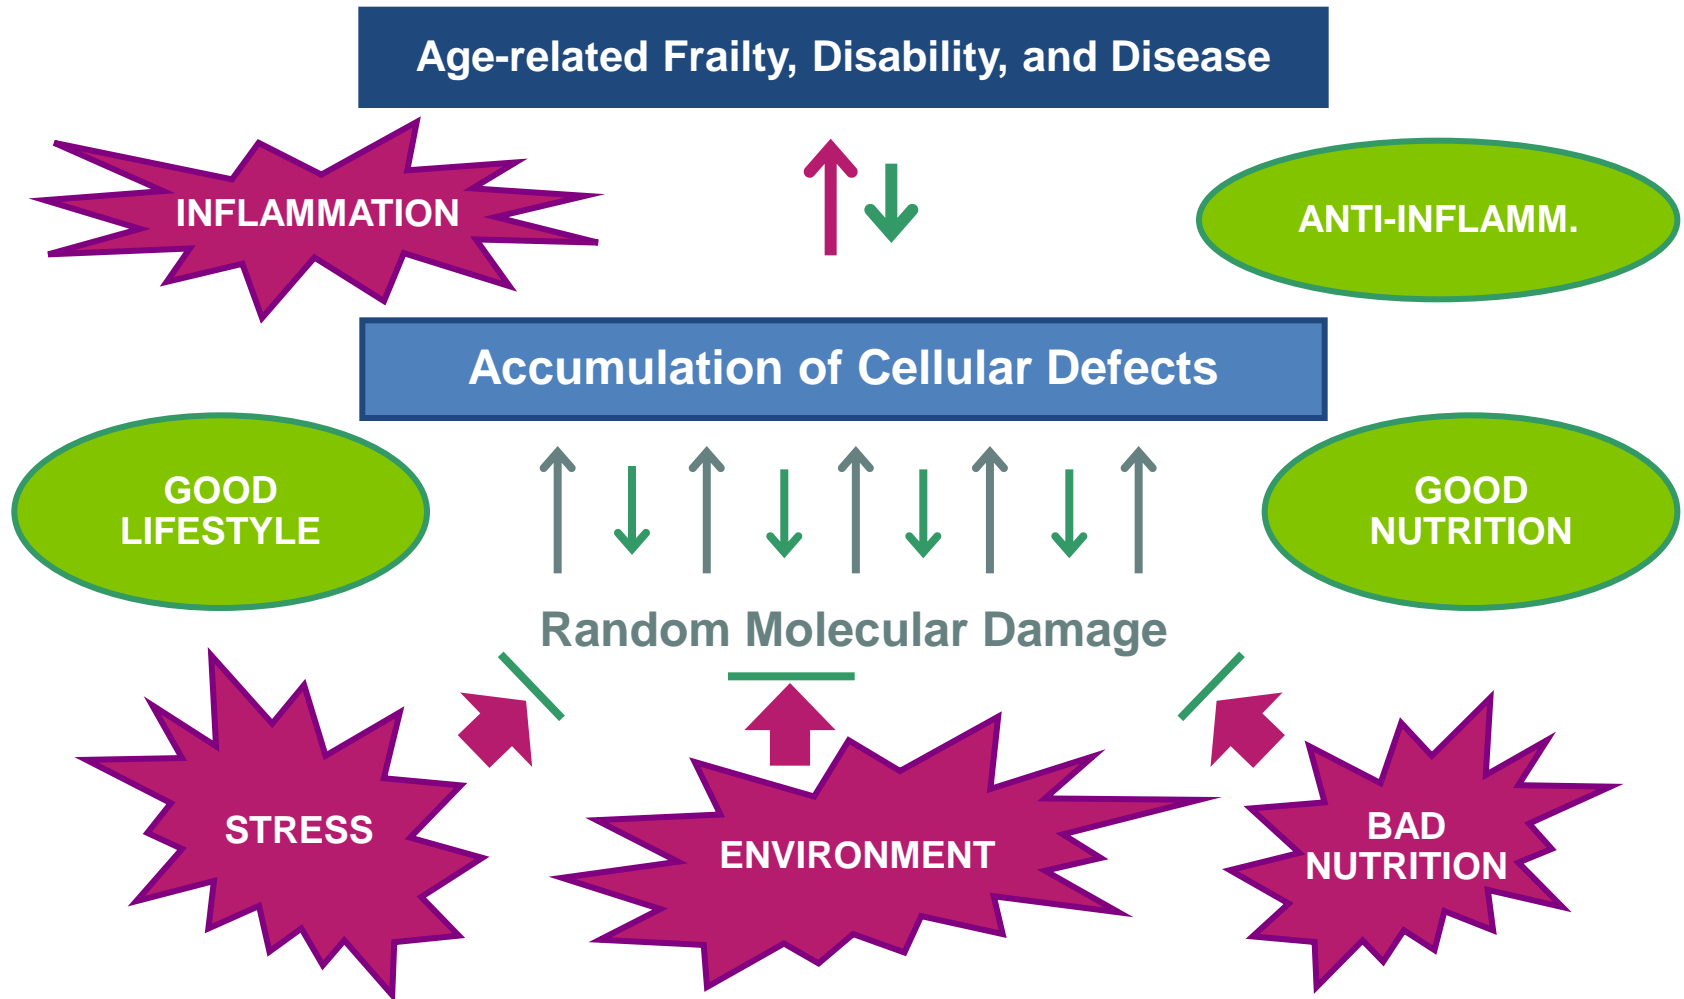 Age-related Frailty, Disability, and Disease
INFLAMMATION
ANTI-INFLAMM.
Accumulation of Cellular Defects
GOOD
LIFESTYLE
GOOD
NUTRITION
Random Molecular Damage
STRESS
ENVIRONMENT
BAD
NUTRITION